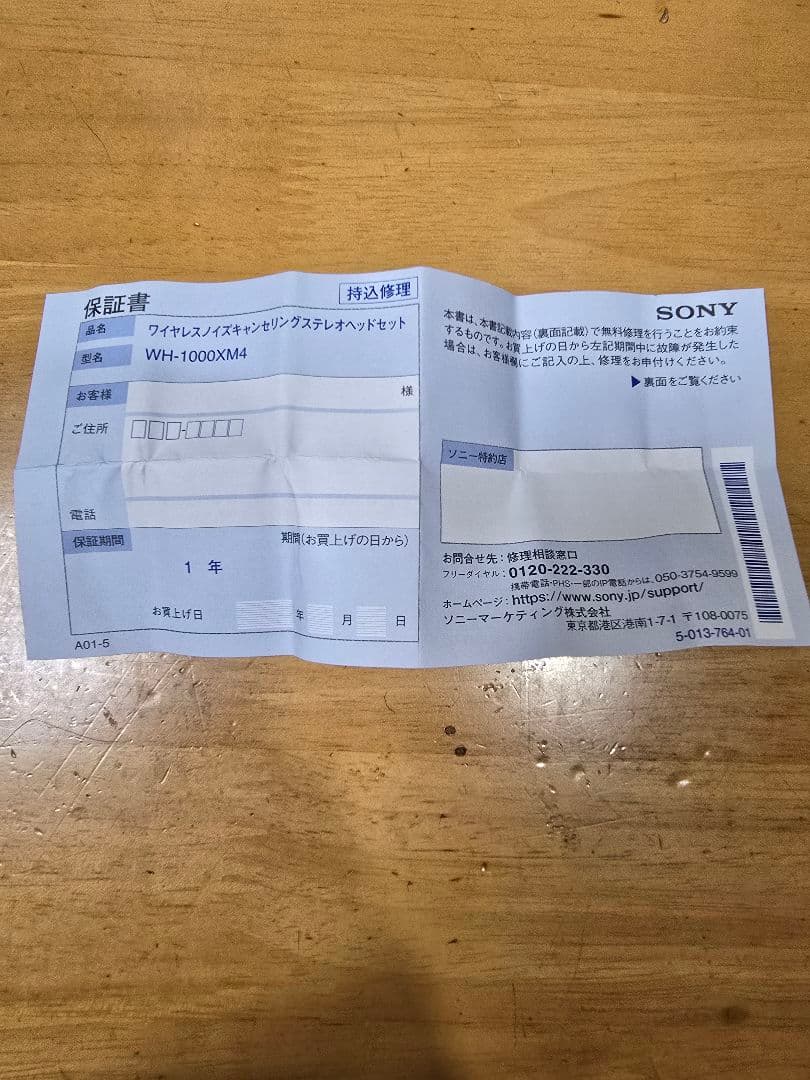 保証書
持込修理
品名 ワイヤレスノイズキャンセリングステレオヘッドセット
型名 WH-1000XM4
お客様 様
ご住所
電話
保証期間 期間(お買上げの日から)
1 年
お買上げ日 年 月 日
A01-5
SONY
本書は、本書記載内容(裏面記載)で無料修理を行うことをお約束
するものです。お買上げの日から左記期間中に故障が発生した
場合は、お客様欄にご記入の上、修理をお申付けください。
▶裏面をご覧ください
ソニー特約店
お問合せ先:修理相談窓口
フリーダイヤル:0120-222-330
携帯電話・PHS・一部のIP電話からは、050-3754-9599
ホームページ:https://www.sony.jp/support/
ソニーマーケティング株式会社
東京都港区港南1-7-1 〒108-0075
5-013-764-01